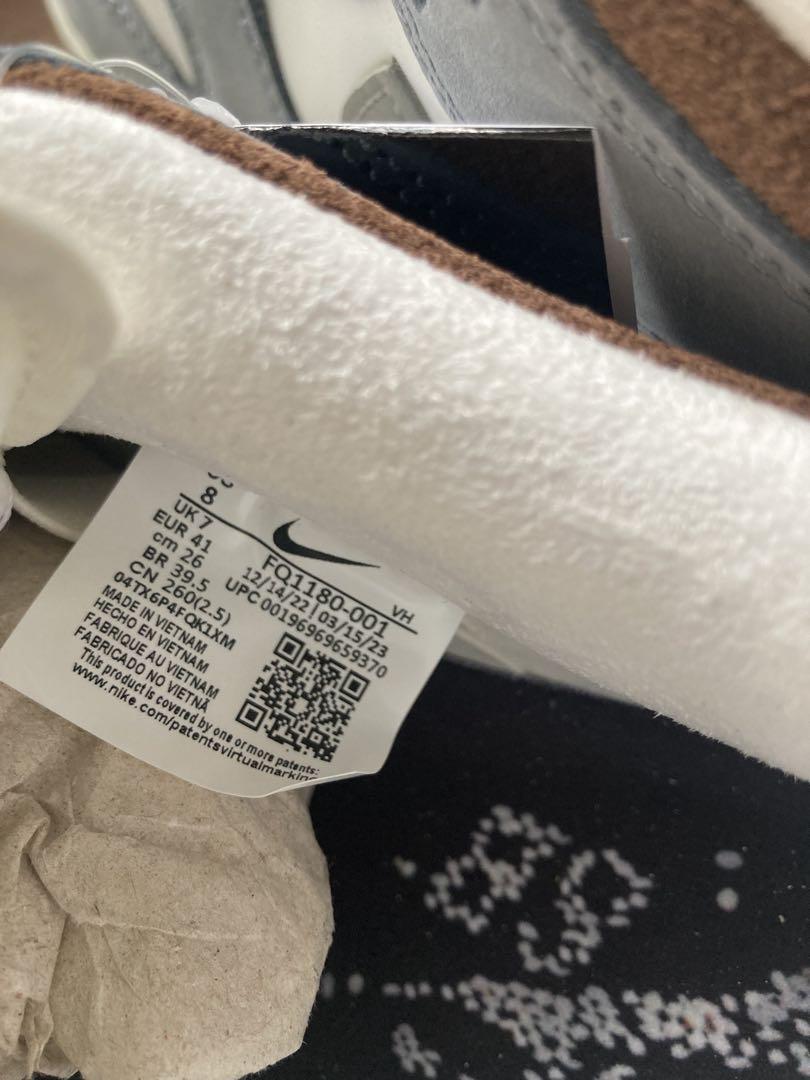 8
UK 7
EUR 41
cm 26
BR 39.5
CN 260(2.5)
04TX6P4FQK1XM
MADE IN VIETNAM
HECHO EN VIETNAM
FABRIQUE AU VIETNAM
FABRICADO NO VIETNÃ
This product is covered by one or more patents:
www.nike.com/patentsvirtualmarking
FQ1180-001
VH
12/14/22 | 03/15/23
UPC 00196969659370